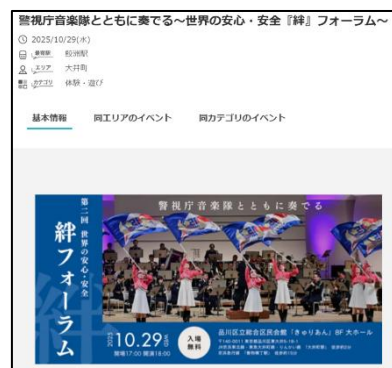 警視庁音楽隊とともに奏でる～世界の安心・安全『絆』フォーラム～
2025/10/29(水)
最寄駅 鮫洲駅
エリア 大井町
カテゴリ 体験・遊び
基本情報 同エリアのイベント 同カテゴリのイベント
警視庁音楽隊とともに奏でる
第二回 世界の安心・安全
絆フォーラム
2025 10.29
開場17:00 開演18:00
入場無料
品川区立総合区民会館「きゅりあん」8F 大ホール